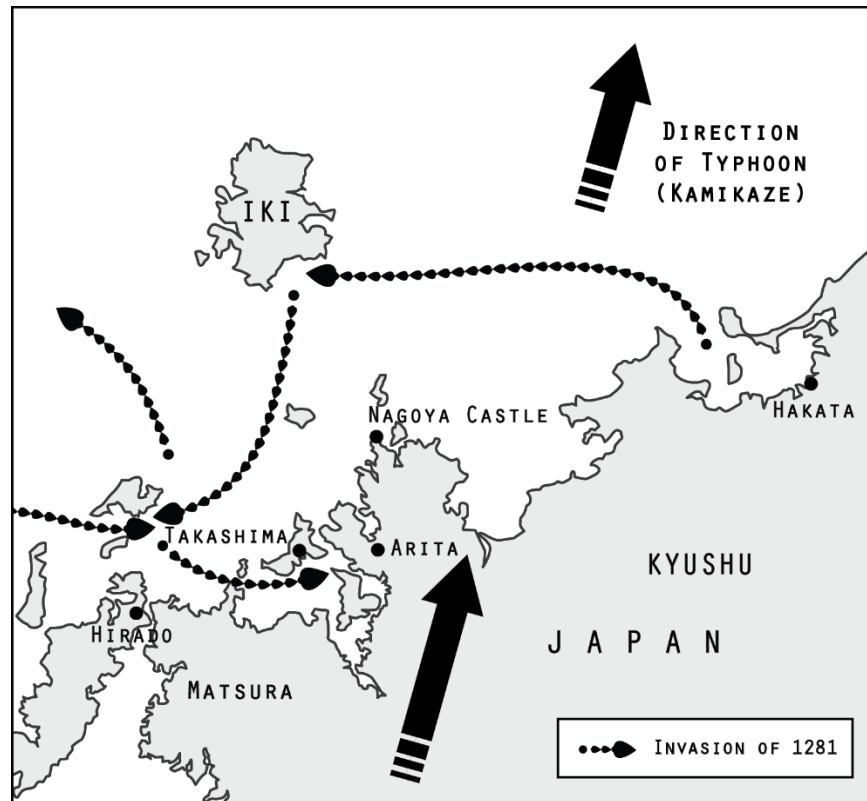 Direction
of Typhoon
(Kamikaze)
IKI
Hakata
Nagoya Castle
Takashima
Arita
KYUSHU
Hirado
JAPAN
Matsura
Invasion of 1281